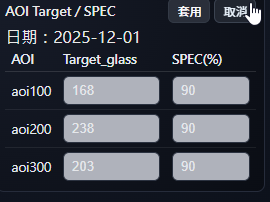 AOI Target / SPEC 套用 取消
日期：2025-12-01
AOI Target_glass SPEC(%)
aoi100 168 90
aoi200 238 90
aoi300 203 90